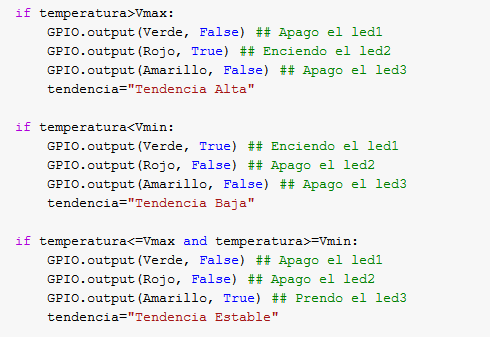 if temperatura>Vmax:
    GPIO.output(Verde, False) ## Apago el led1
    GPIO.output(Rojo, True) ## Enciendo el led2
    GPIO.output(Amarillo, False) ## Apago el led3
    tendencia="Tendencia Alta"

if temperatura<Vmin:
    GPIO.output(Verde, True) ## Enciendo el led1
    GPIO.output(Rojo, False) ## Apago el led2
    GPIO.output(Amarillo, False) ## Apago el led3
    tendencia="Tendencia Baja"

if temperatura<=Vmax and temperatura>=Vmin:
    GPIO.output(Verde, False) ## Apago el led1
    GPIO.output(Rojo, False) ## Apago el led2
    GPIO.output(Amarillo, True) ## Prendo el led3
    tendencia="Tendencia Estable"